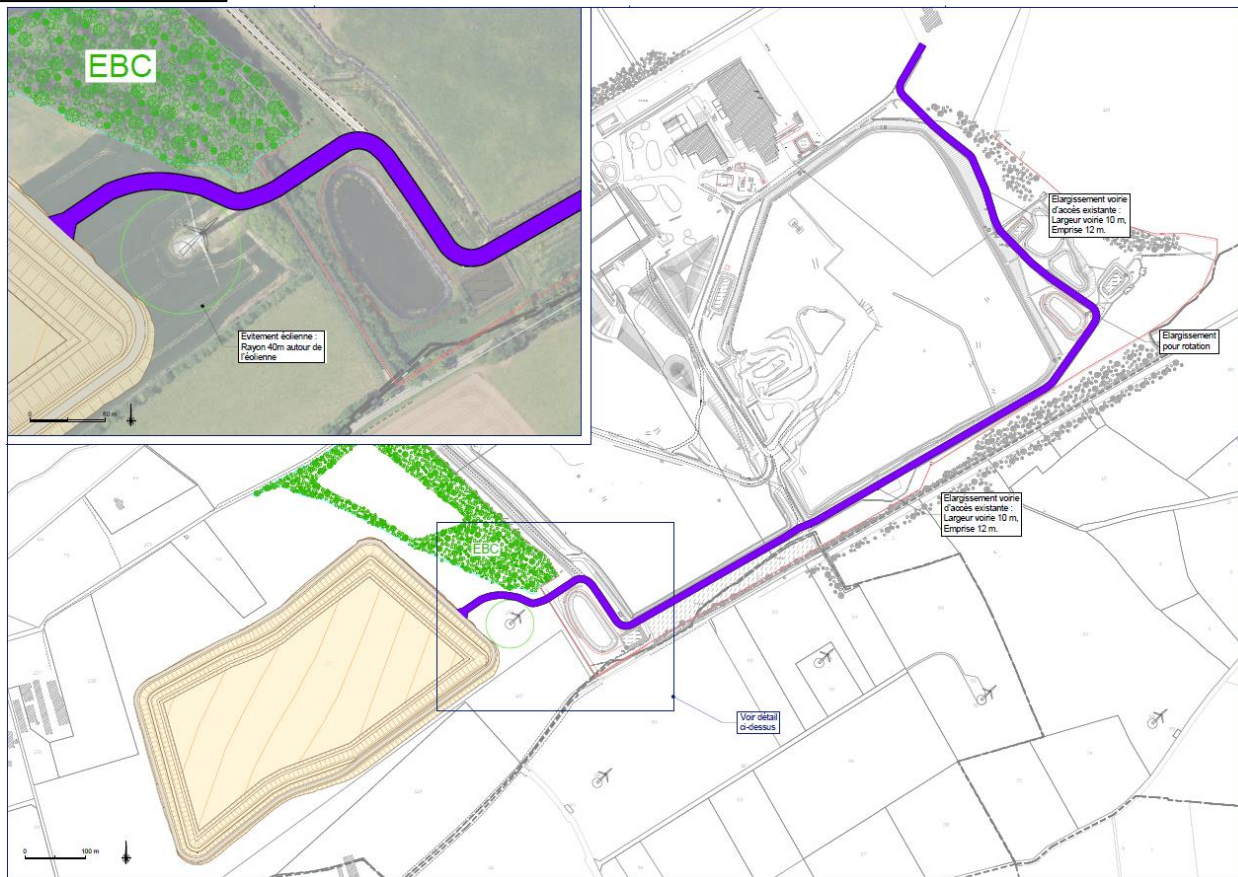 EBC
Evitement éolienne :
Rayon 40m autour de
l'éolienne
0
60 m
Elargissement voirie
d'accès existante :
Largeur voirie 10 m,
Emprise 12 m.
Elargissement
pour rotation
Elargissement voirie
d'accès existante :
Largeur voirie 10 m,
Emprise 12 m.
EBC
Voir détail
ci-dessus
0
100 m